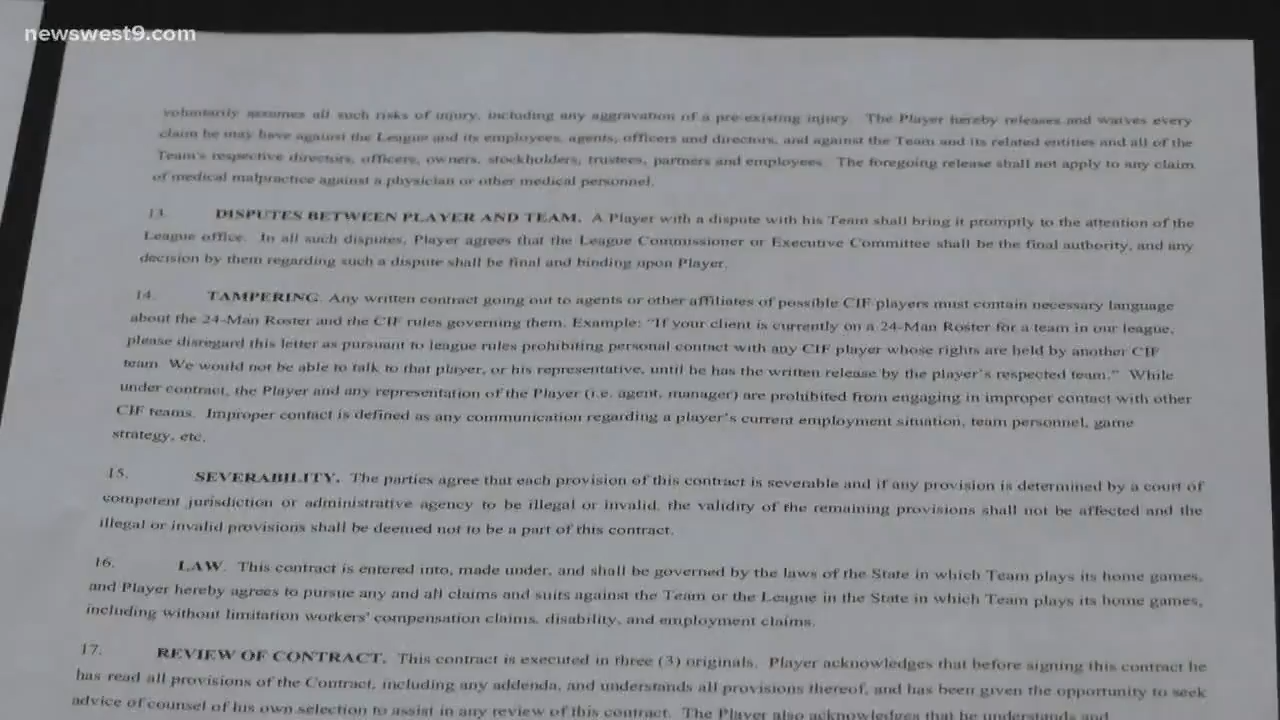 newswest9.com
voluntarily assumes all such risks of injury, including any aggravation of a pre-existing injury. The Player hereby releases and waives every
claim he may have against the League and its employees, agents, officers and directors, and against the Team and its related entities and all of the
Team's respective directors, officers, owners, stockholders, trustees, partners and employees. The foregoing release shall not apply to any claim
of medical malpractice against a physician or other medical personnel.
13. DISPUTES BETWEEN PLAYER AND TEAM. A Player with a dispute with his Team shall bring it promptly to the attention of the
League office. In all such disputes, Player agrees that the League Commissioner or Executive Committee shall be the final authority, and any
decision by them regarding such a dispute shall be final and binding upon Player.
14. TAMPERING. Any written contract going out to agents or other affiliates of possible CIF players must contain necessary language
about the 24-Man Roster and the CIF rules governing them. Example: "If your client is currently on a 24-Man Roster for a team in our league,
please disregard this letter as pursuant to league rules prohibiting personal contact with any CIF player whose rights are held by another CIF
team. We would not be able to talk to that player, or his representative, until he has the written release by the player's respected team." While
under contract, the Player and any representation of the Player (i.e. agent, manager) are prohibited from engaging in improper contact with other
CIF teams. Improper contact is defined as any communication regarding a player's current employment situation, team personnel, game
strategy, etc.
15. SEVERABILITY. The parties agree that each provision of this contract is severable and if any provision is determined by a court of
competent jurisdiction or administrative agency to be illegal or invalid, the validity of the remaining provisions shall not be affected and the
illegal or invalid provisions shall be deemed not to be a part of this contract.
16. LAW. This contract is entered into, made under, and shall be governed by the laws of the State in which Team plays its home games,
and Player hereby agrees to pursue any and all claims and suits against the Team or the League in the State in which Team plays its home games,
including without limitation workers' compensation claims, disability, and employment claims.
17. REVIEW OF CONTRACT. This contract is executed in three (3) originals. Player acknowledges that before signing this contract he
has read all provisions of the Contract, including any addenda, and understands all provisions thereof, and has been given the opportunity to seek
advice of counsel of his own selection to assist in any review of this contract. The Player also acknowledges that he understands and